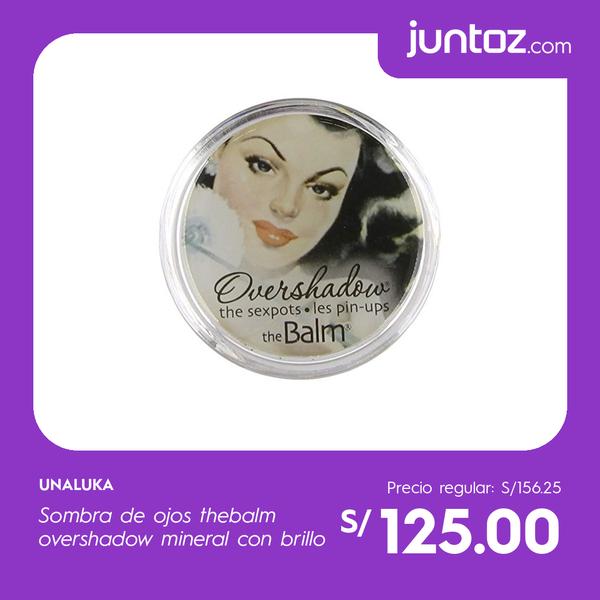 juntoz.com
Overshadow®
the sexpots • les pin-ups
theBalm®
UNALUKA
Sombra de ojos thebalm
overshadow mineral con brillo
Precio regular: S/156.25
S/125.00